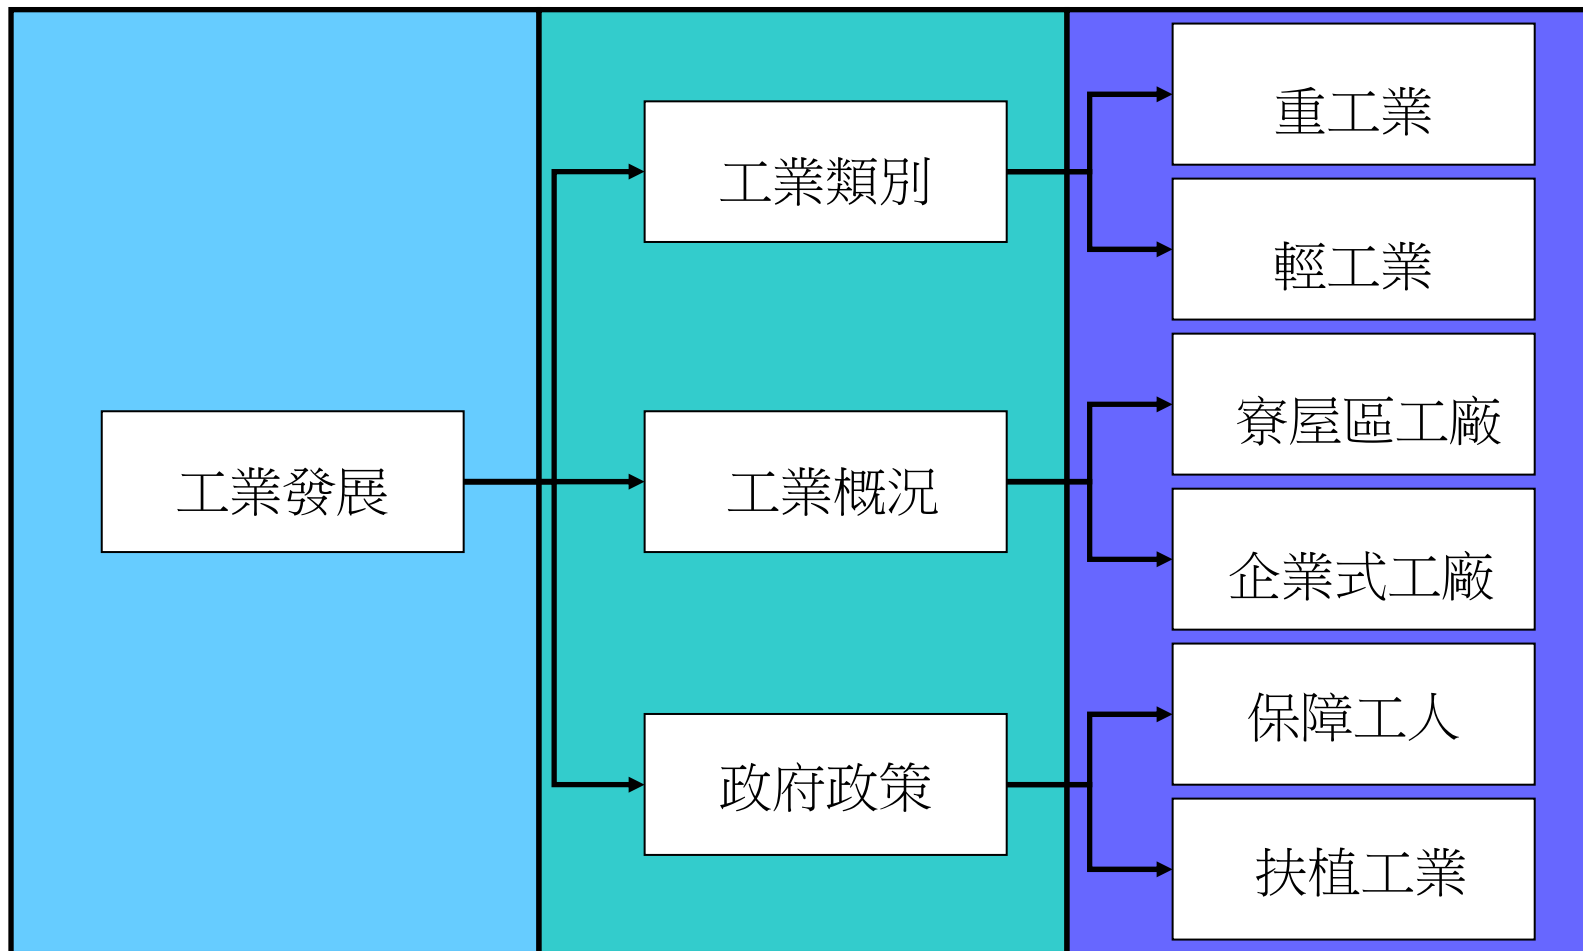 工業發展
工業類別
工業概況
政府政策
重工業
輕工業
寮屋區工廠
企業式工廠
保障工人
扶植工業